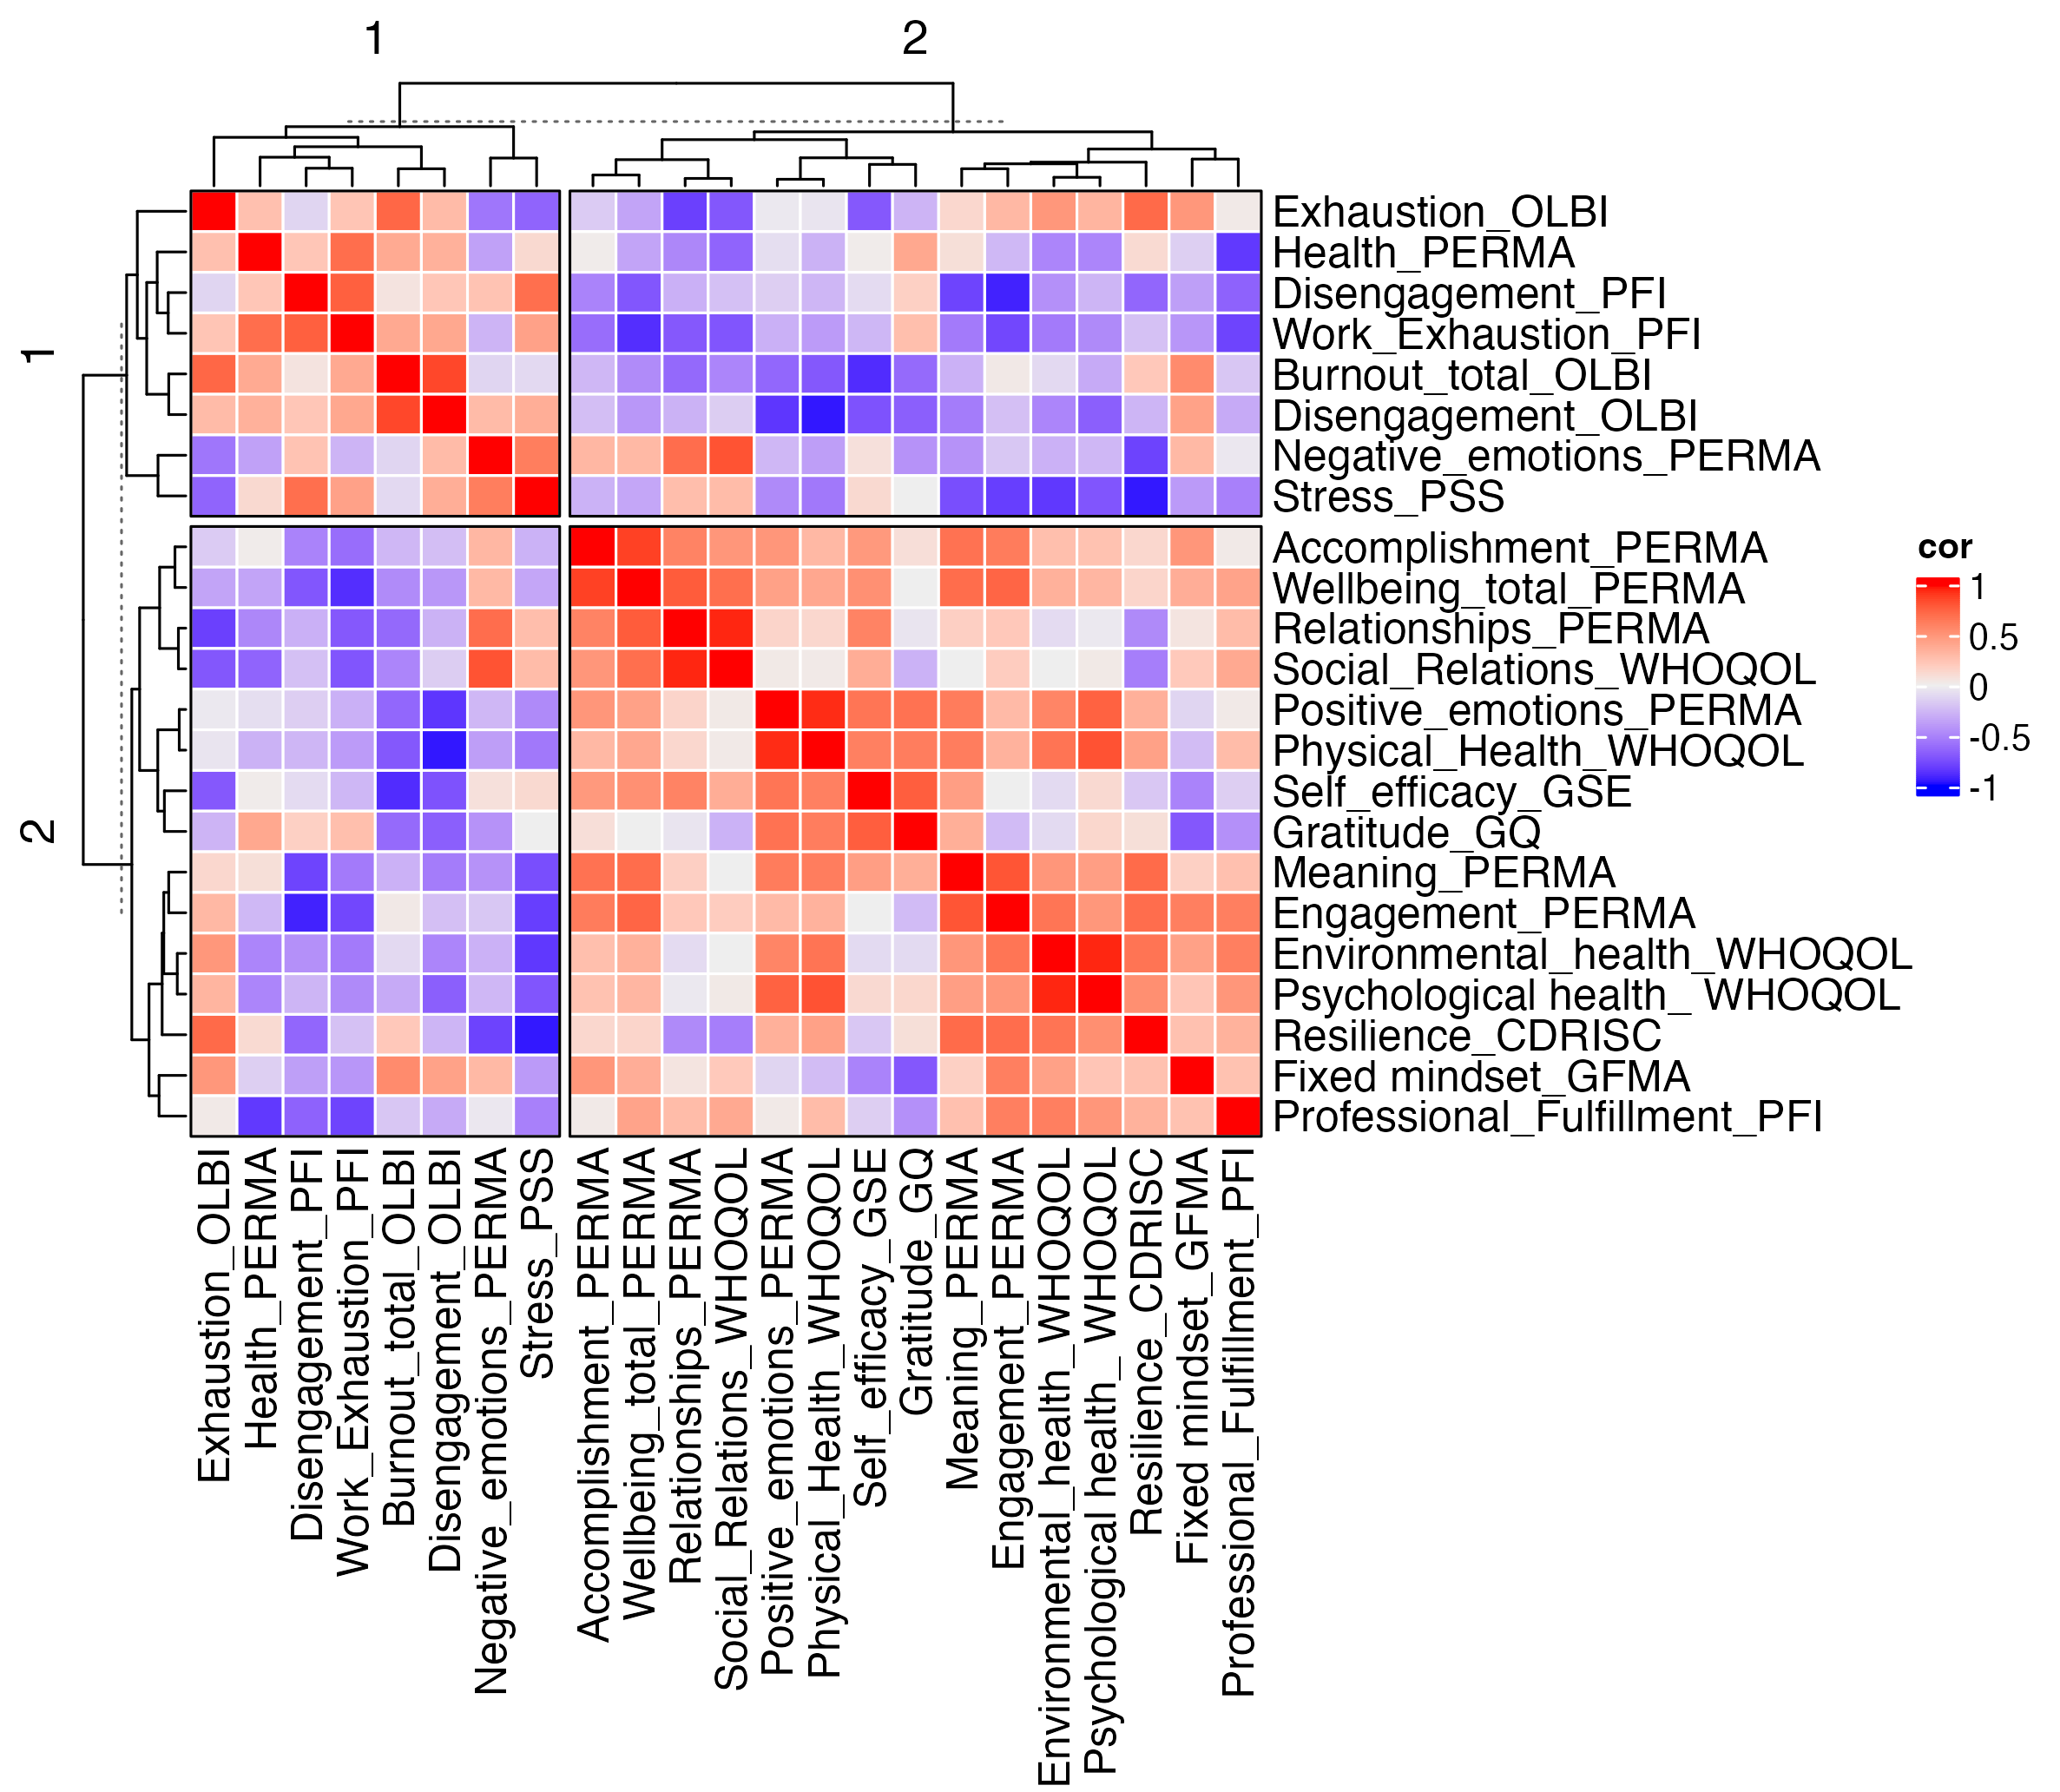 1
2
1
2
Exhaustion_OLBI
Health_PERMA
Disengagement_PFI
Work_Exhaustion_PFI
Burnout_total_OLBI
Disengagement_OLBI
Negative_emotions_PERMA
Stress_PSS
Accomplishment_PERMA
Wellbeing_total_PERMA
Relationships_PERMA
Social_Relations_WHOQOL
Positive_emotions_PERMA
Physical_Health_WHOQOL
Self_efficacy_GSE
Gratitude_GQ
Meaning_PERMA
Engagement_PERMA
Environmental_health_WHOQOL
Psychological health_ WHOQOL
Resilience_CDRISC
Fixed mindset_GFMA
Professional_Fulfillment_PFI
cor
1
0.5
0
-0.5
-1
Exhaustion_OLBI
Health_PERMA
Disengagement_PFI
Work_Exhaustion_PFI
Burnout_total_OLBI
Disengagement_OLBI
Negative_emotions_PERMA
Stress_PSS
Accomplishment_PERMA
Wellbeing_total_PERMA
Relationships_PERMA
Social_Relations_WHOQOL
Positive_emotions_PERMA
Physical_Health_WHOQOL
Self_efficacy_GSE
Gratitude_GQ
Meaning_PERMA
Engagement_PERMA
Environmental_health_WHOQOL
Psychological health_ WHOQOL
Resilience_CDRISC
Fixed mindset_GFMA
Professional_Fulfillment_PFI